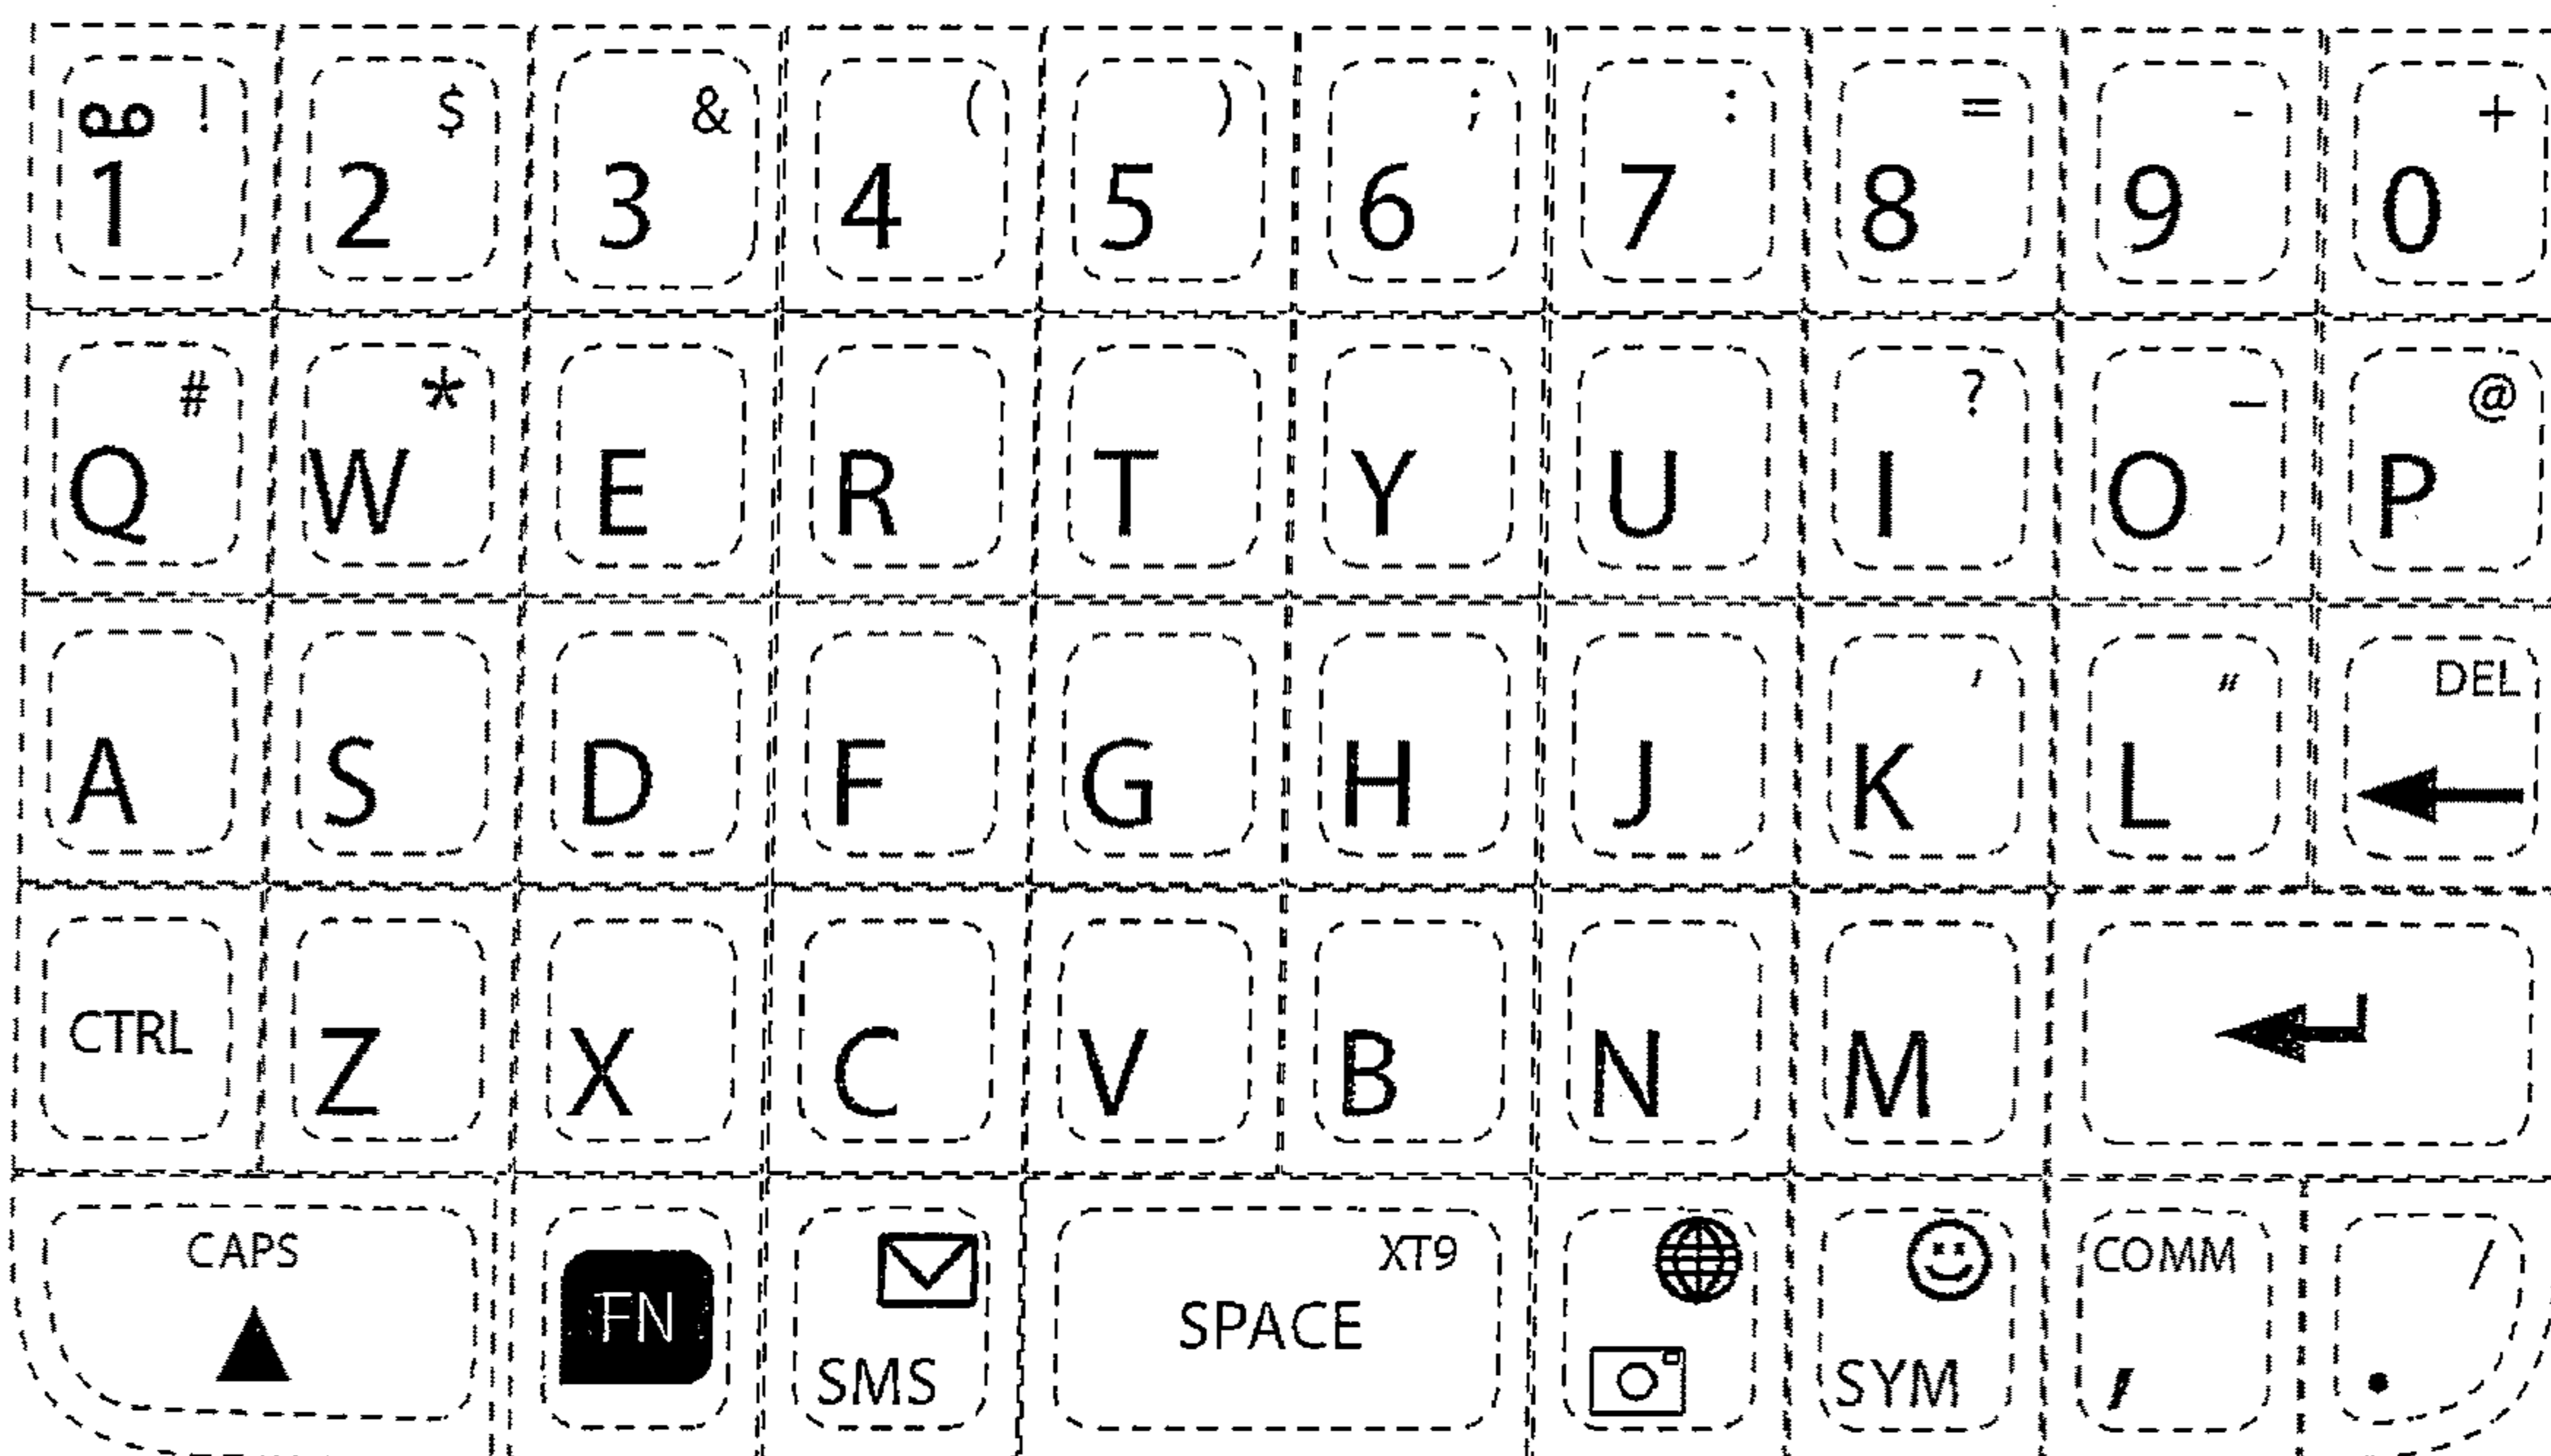 ! $ & ( ) ; : = - +
1 2 3 4 5 6 7 8 9 0
# * ? _ @
Q W E R T Y U I O P
' " DEL
A S D F G H J K L
CTRL Z X C V B N M
CAPS XT9 COMM /
FN SPACE
SMS SYM , .